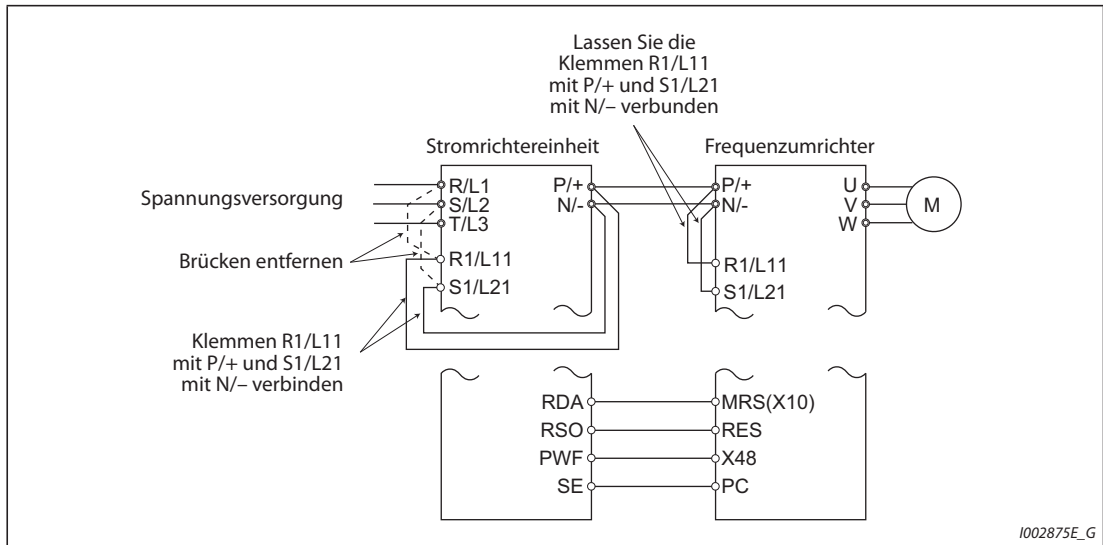 Lassen Sie die
Klemmen R1/L11
mit P/+ und S1/L21
mit N/– verbunden
Stromrichtereinheit
Frequenzumrichter
Spannungsversorgung
R/L1
S/L2
T/L3
P/+
N/-
P/+
N/-
U
V
W
M
Brücken entfernen
R1/L11
S1/L21
R1/L11
S1/L21
Klemmen R1/L11
mit P/+ und S1/L21
mit N/– verbinden
RDA
MRS(X10)
RSO
RES
PWF
X48
SE
PC
I002875E_G